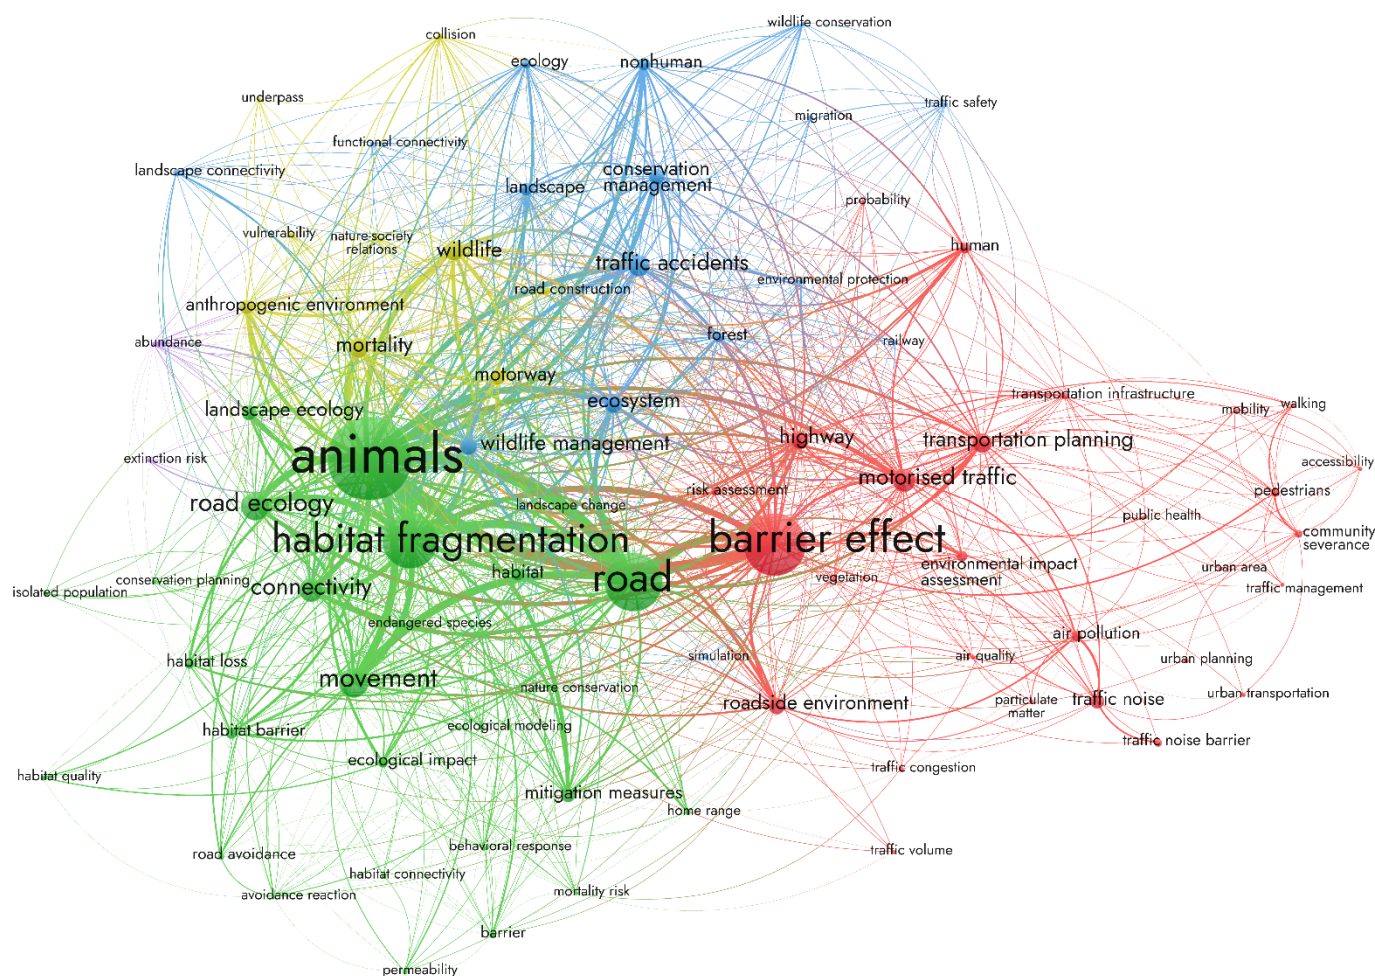 wildlife conservation
collision
ecology
nonhuman
underpass
traffic safety
migration
functional connectivity
landscape connectivity
conservation
management
landscape
probability
vulnerability
nature-society
relations
wildlife
human
traffic accidents
environmental protection
road construction
anthropogenic environment
forest
railway
abundance
mortality
motorway
transportation infrastructure
ecosystem
walking
mobility
landscape ecology
highway
transportation planning
wildlife management
animals
extinction risk
accessibility
motorised traffic
risk assessment
pedestrians
road ecology
landscape change
public health
habitat fragmentation
barrier effect
community
severance
environmental impact
assessment
urban area
habitat
road
vegetation
conservation planning
connectivity
traffic management
isolated population
endangered species
air pollution
simulation
air quality
urban planning
habitat loss
movement
nature conservation
urban transportation
roadside environment
particulate
matter
traffic noise
ecological modeling
habitat barrier
traffic noise barrier
ecological impact
traffic congestion
habitat quality
mitigation measures
home range
behavioral response
traffic volume
road avoidance
habitat connectivity
avoidance reaction
mortality risk
barrier
permeability